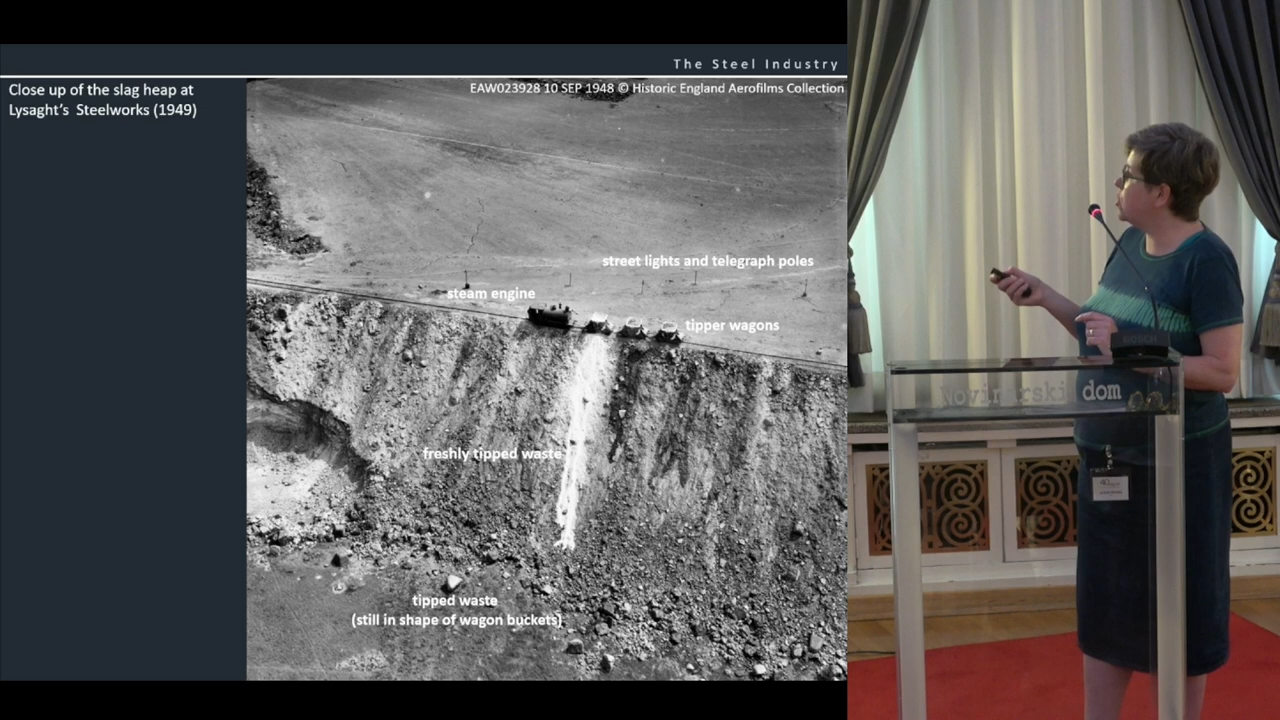 The Steel Industry
Close up of the slag heap at
Lysaght’s Steelworks (1949)
EAW023928 10 SEP 1948 © Historic England Aerofilms Collection
street lights and telegraph poles
steam engine
tipper wagons
freshly tipped waste
tipped waste
(still in shape of wagon buckets)
BOSCH
Novinarski dom